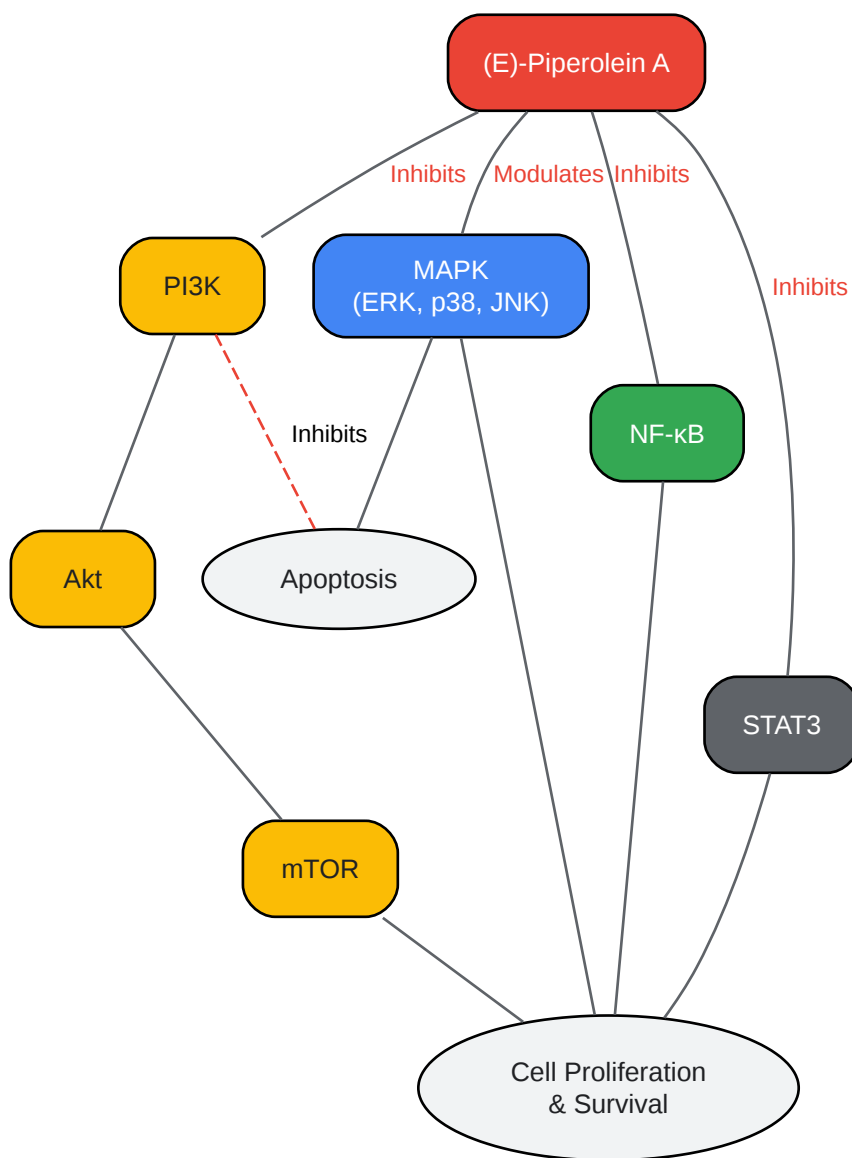 (E)-Piperolein A
Inhibits
Modulates
Inhibits
PI3K
MAPK
(ERK, p38, JNK)
Inhibits
NF-κB
Inhibits
Akt
Apoptosis
STAT3
mTOR
Cell Proliferation
& Survival